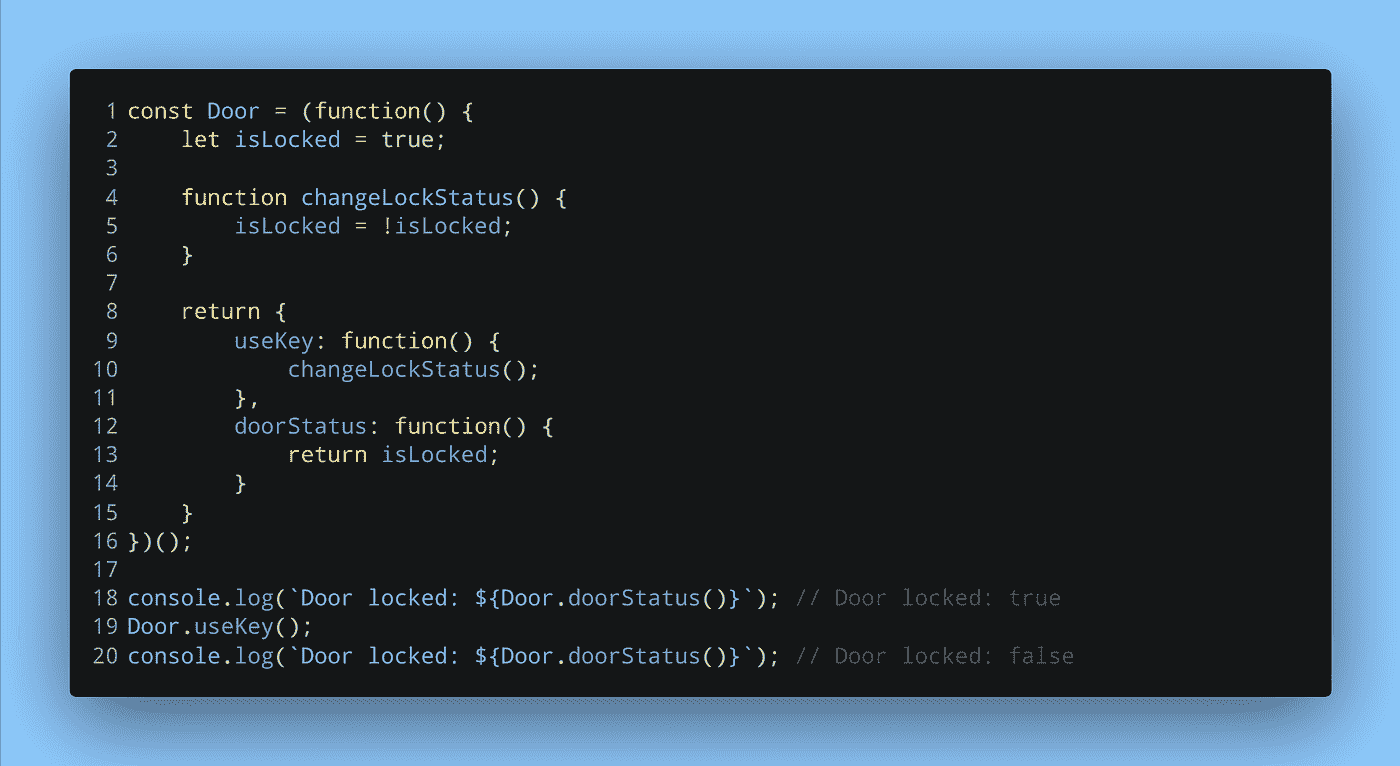 1 const Door = (function() {
2     let isLocked = true;
3
4     function changeLockStatus() {
5         isLocked = !isLocked;
6     }
7
8     return {
9         useKey: function() {
10             changeLockStatus();
11         },
12         doorStatus: function() {
13             return isLocked;
14         }
15     }
16 })();
17
18 console.log(`Door locked: ${Door.doorStatus()}`); // Door locked: true
19 Door.useKey();
20 console.log(`Door locked: ${Door.doorStatus()}`); // Door locked: false